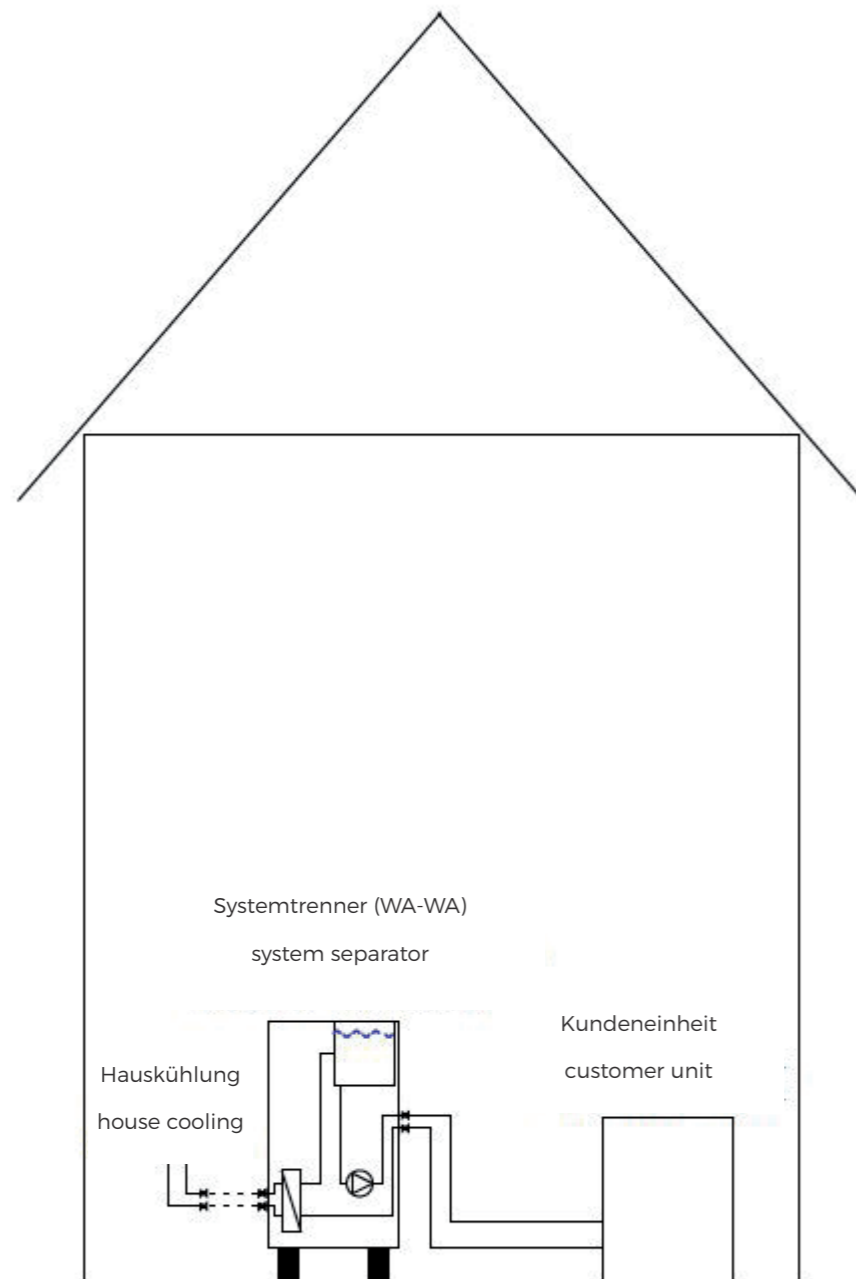 Systemtrenner (WA-WA)
system separator
Kundeneinheit
customer unit
Hauskühlung
house cooling